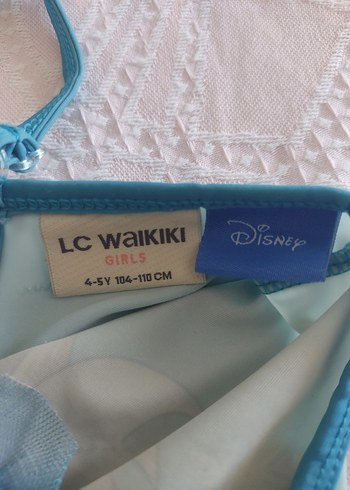 LC WAIKIKI
GIRLS
4-5Y 104-110 CM
DISNEY